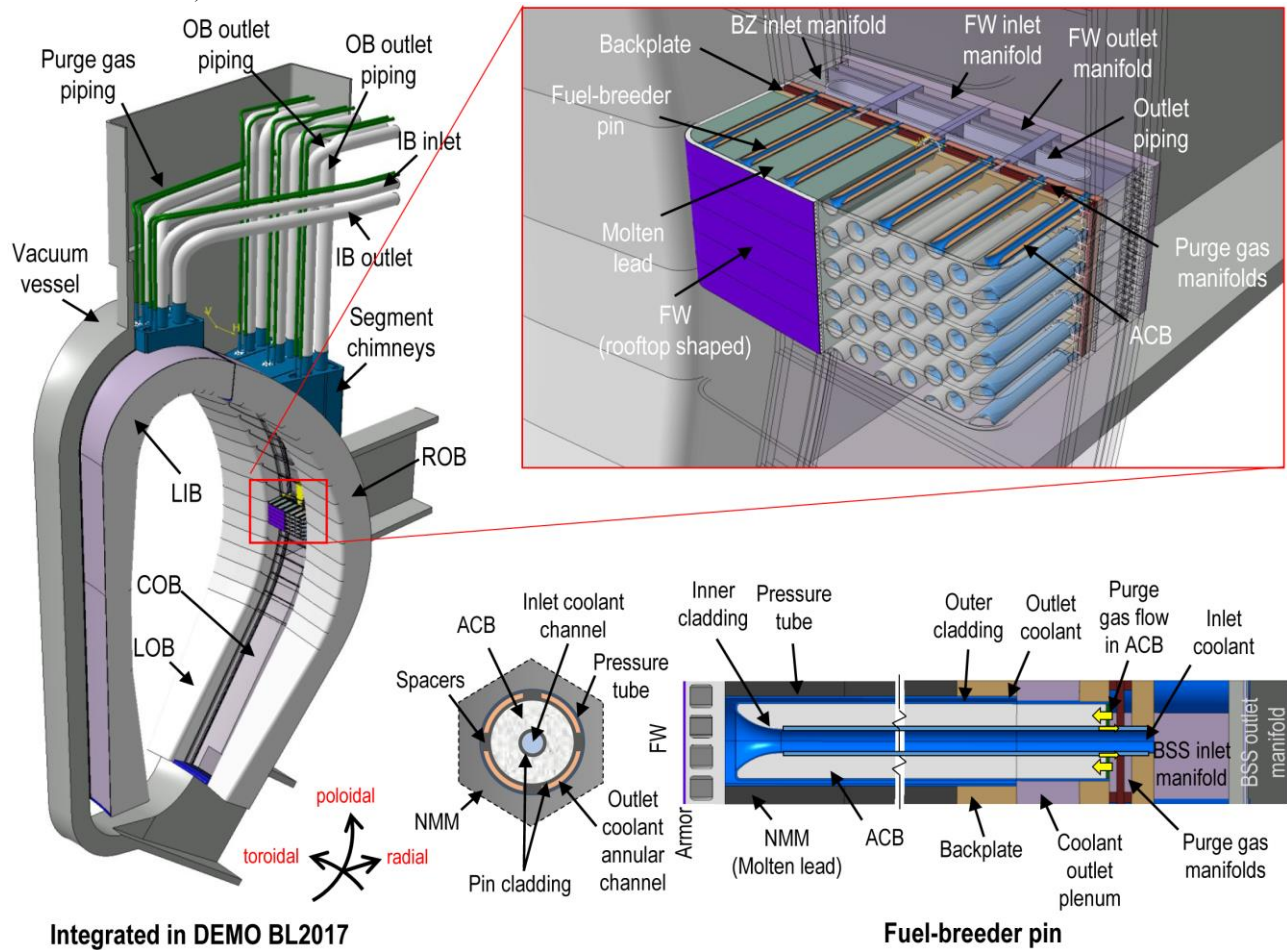 OB outlet
piping
Purge gas
piping
OB outlet
piping
IB inlet
IB outlet
Vacuum
vessel
Segment
chimneys
ROB
LIB
COB
LOB
poloidal
toroidal
radial
Integrated in DEMO BL2017
BZ inlet manifold
FW inlet
manifold
FW outlet
manifold
Backplate
Outlet
piping
Fuel-breeder
pin
Molten
lead
FW
(rooftop shaped)
Purge gas
manifolds
ACB
ACB
Inlet coolant
channel
Spacers
Pressure
tube
NMM
Outlet
coolant
annular
channel
Pin cladding
Inner
cladding
Pressure
tube
Outer
cladding
Outlet
coolant
Purge
gas flow
in ACB
Inlet
coolant
FW
Armor
BSS inlet
manifold
BSS outlet
manifold
NMM
(Molten lead)
ACB
Backplate
Coolant
outlet
plenum
Purge gas
manifolds
Fuel-breeder pin